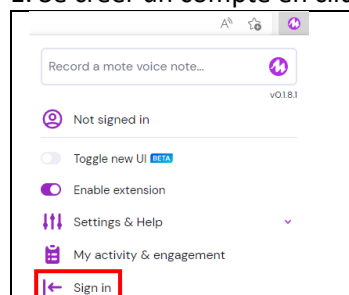 Record a mote voice note...
v0.1.8.1
Not signed in
Toggle new UI BETA
Enable extension
Settings & Help
My activity & engagement
Sign in